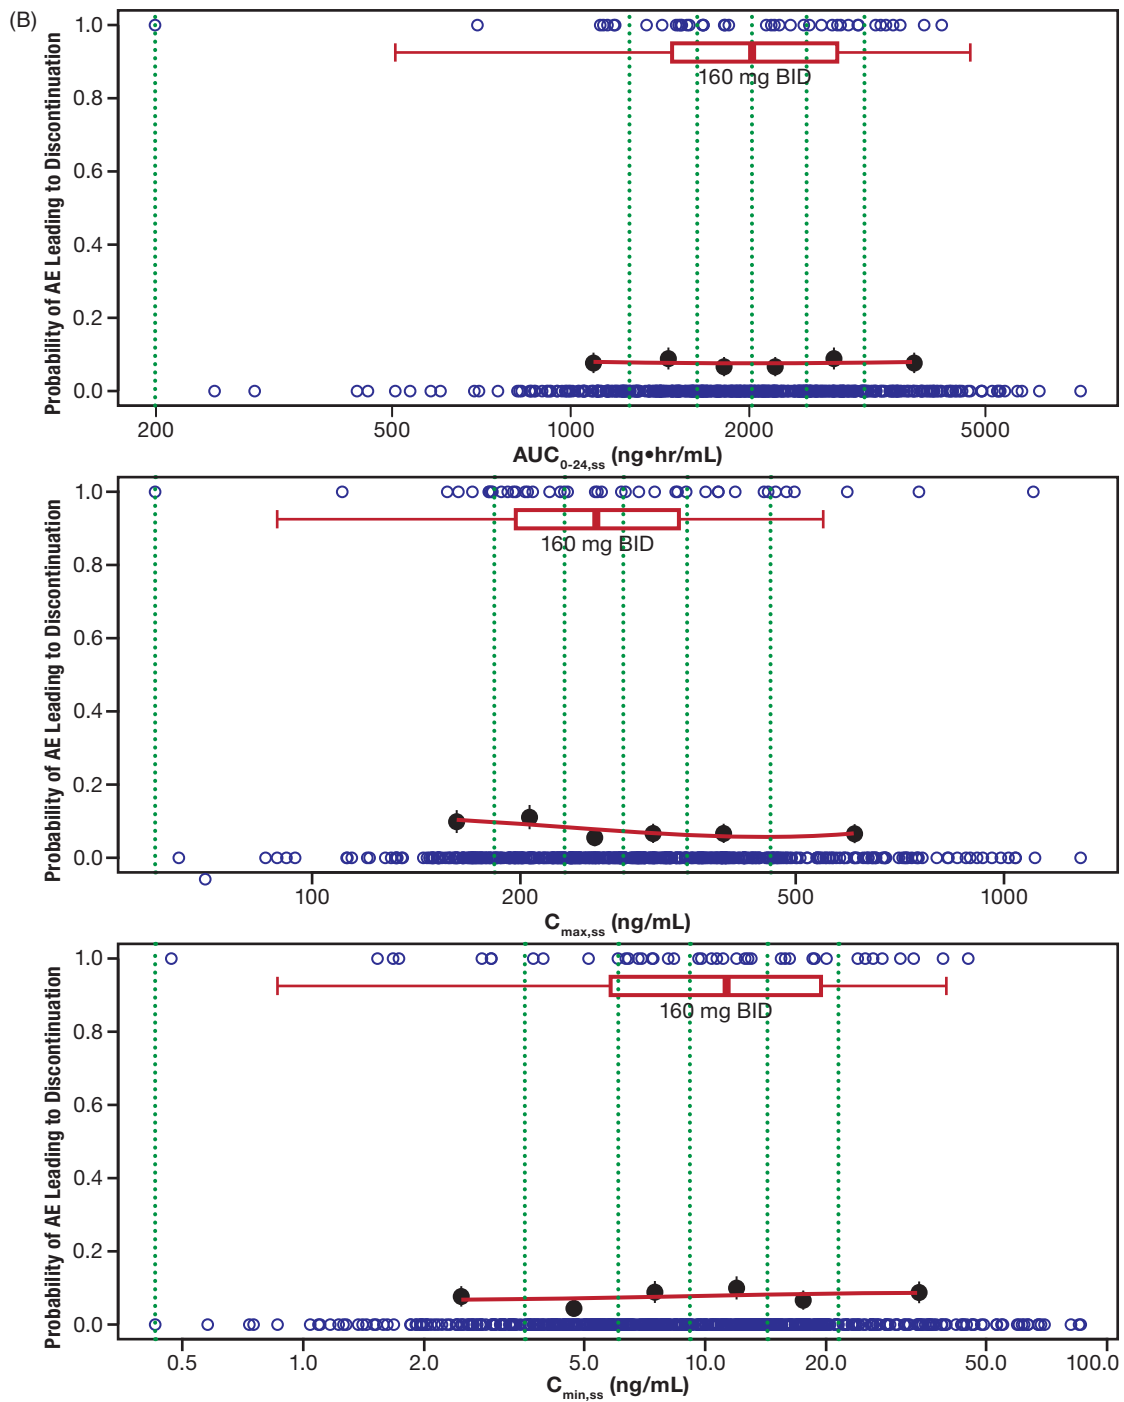 (B)
Probability of AE Leading to Discontinuation
1.0
0.8
0.6
0.4
0.2
0.0
160 mg BID
200 500 1000 2000 5000
AUC0-24,ss (ng•hr/mL)
Probability of AE Leading to Discontinuation
1.0
0.8
0.6
0.4
0.2
0.0
160 mg BID
100 200 500 1000
Cmax,ss (ng/mL)
Probability of AE Leading to Discontinuation
1.0
0.8
0.6
0.4
0.2
0.0
160 mg BID
0.5 1.0 2.0 5.0 10.0 20.0 50.0 100.0
Cmin,ss (ng/mL)